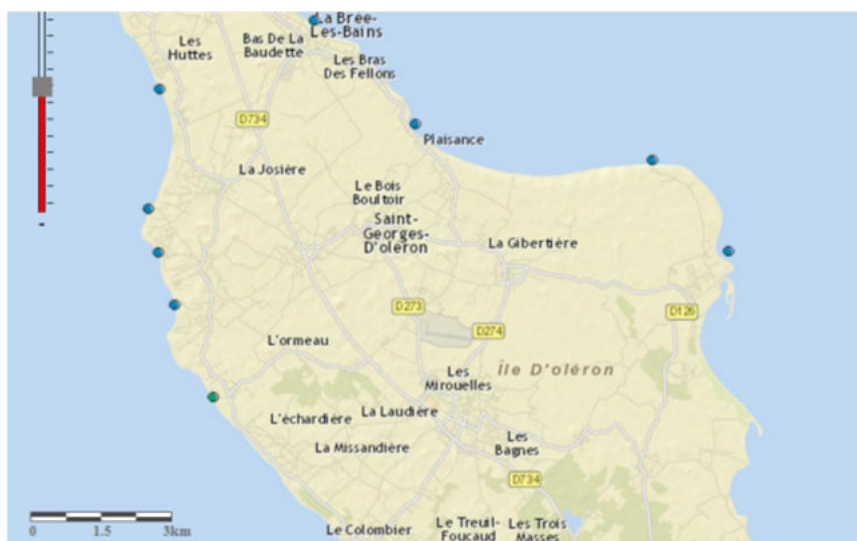 La Brée-
Les-Bains
Les
Huttes
Bas De La
Baudette
Les Bras
Des Fellons
D734
Plaisance
La Josière
Le Bois
Boultoir
Saint-
Georges-
D'oléron
La Gibertière
D273
D274
D126
L'ormeau
Île D'oléron
Les
Mirouelles
L'échardière
La Laudière
La Missandière
Les
Bagnes
D734
0
1.5
3km
Le Colombier
Le Treuil-
Foucaud
Les Trois
Masses